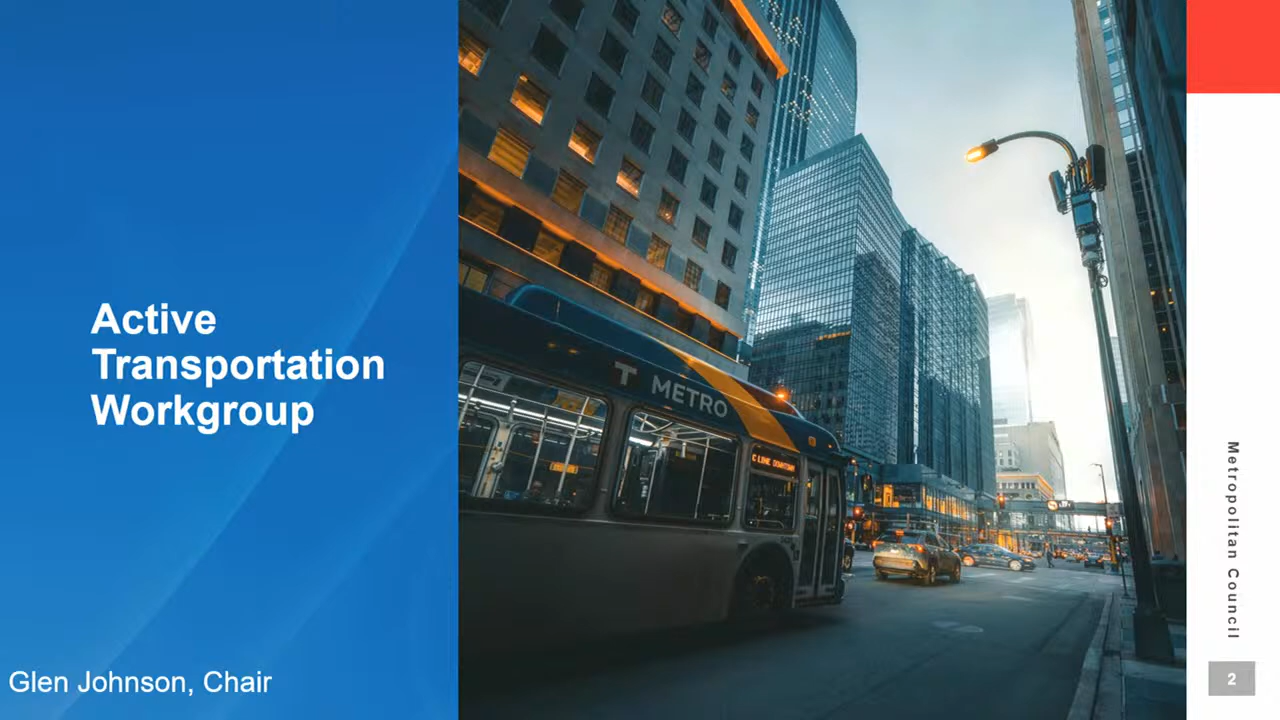 Active
Transportation
Workgroup
Glen Johnson, Chair
T METRO
C LINE DOWNTOWN
Metropolitan Council
2